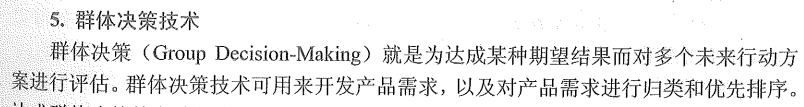 5. 群体决策技术
群体决策（Group Decision-Making）就是为达成某种期望结果而对多个未来行动方
案进行评估。群体决策技术可用来开发产品需求，以及对产品需求进行归类和优先排序。